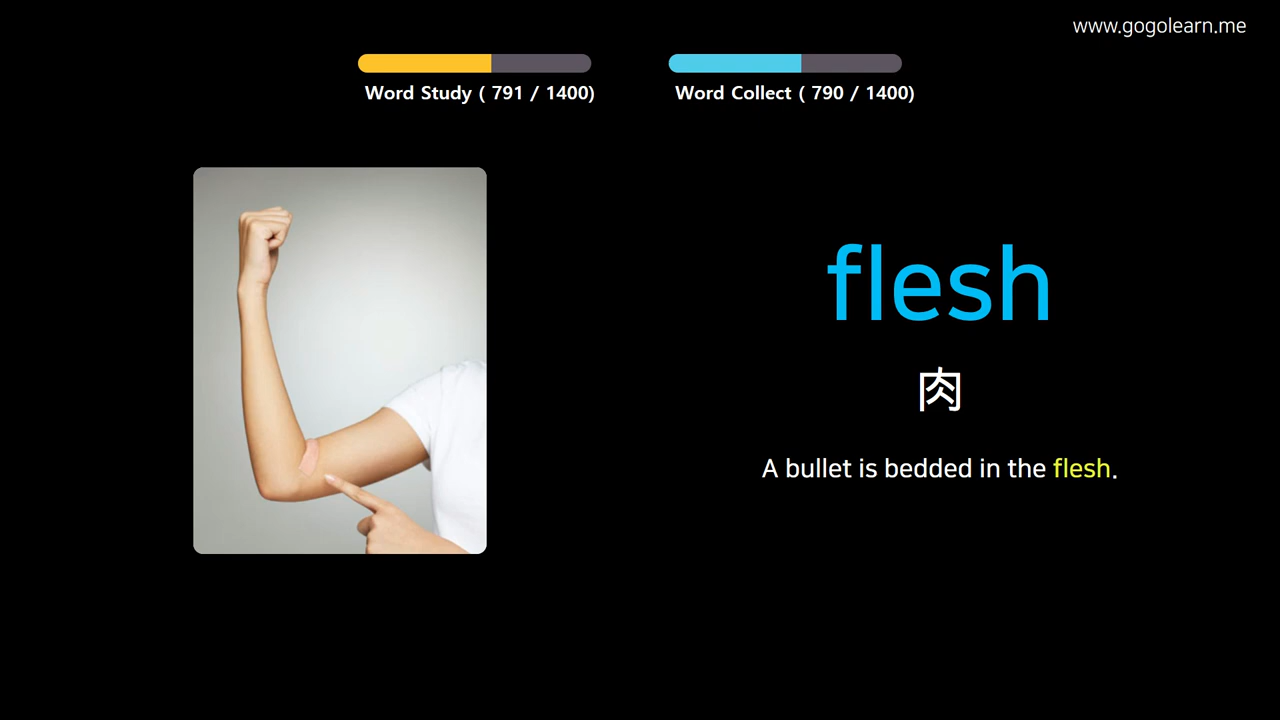 www.gogolearn.me
Word Study ( 791 / 1400)
Word Collect ( 790 / 1400)
flesh
肉
A bullet is bedded in the flesh.